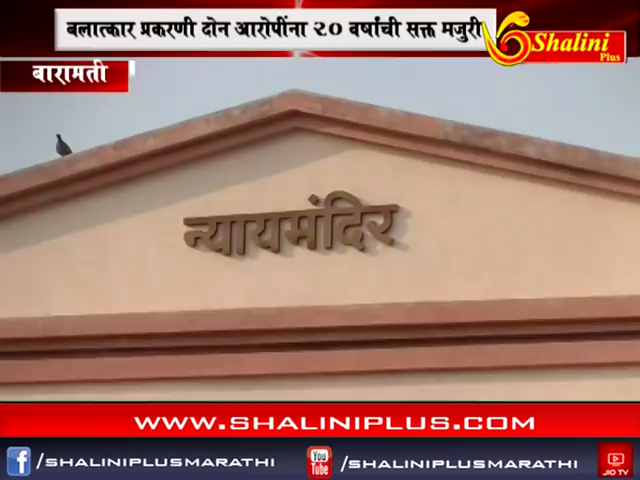 बलात्कार प्रकरणी दोन आरोपींना 20 वर्षाची सक्त मजुरी
Shalini
Plus
बारामती
न्यायमंदिर
WWW.SHALINIPLUS.COM
/SHALINIPLUSMARATHI
You
Tube
/SHALINIPLUSMARATHI
JIO TV